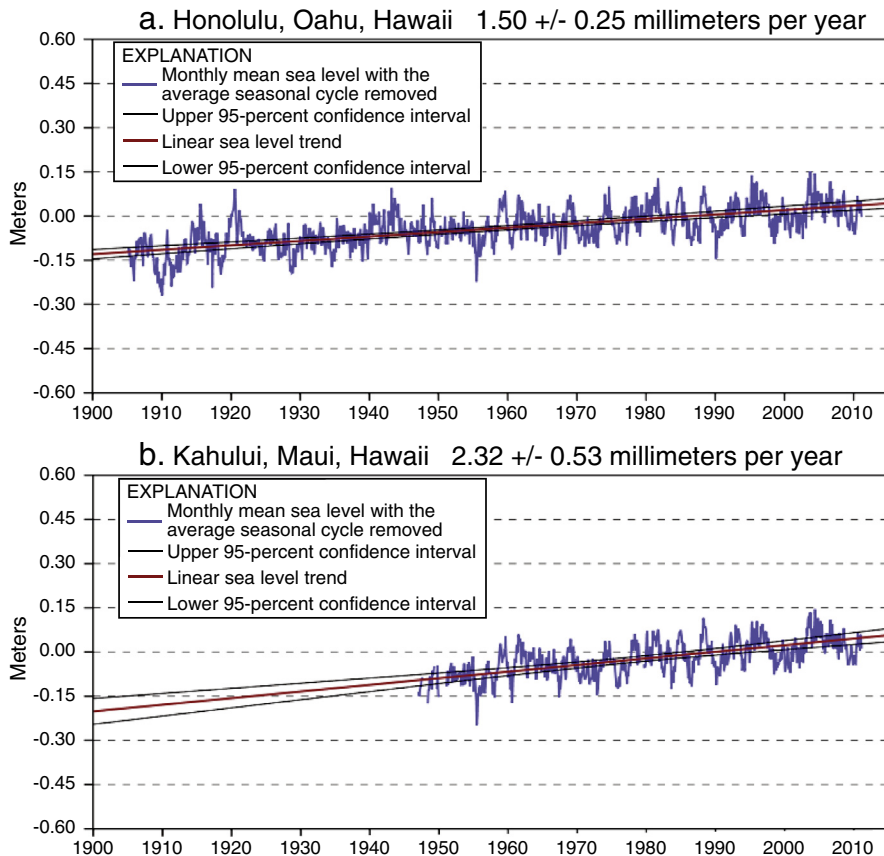 a. Honolulu, Oahu, Hawaii 1.50 +/- 0.25 millimeters per year
0.60
0.45
0.30
0.15
0.00
-0.15
-0.30
-0.45
-0.60
Meters
EXPLANATION
Monthly mean sea level with the
average seasonal cycle removed
Upper 95-percent confidence interval
Linear sea level trend
Lower 95-percent confidence interval
1900 1910 1920 1930 1940 1950 1960 1970 1980 1990 2000 2010
b. Kahului, Maui, Hawaii 2.32 +/- 0.53 millimeters per year
0.60
0.45
0.30
0.15
0.00
-0.15
-0.30
-0.45
-0.60
Meters
EXPLANATION
Monthly mean sea level with the
average seasonal cycle removed
Upper 95-percent confidence interval
Linear sea level trend
Lower 95-percent confidence interval
1900 1910 1920 1930 1940 1950 1960 1970 1980 1990 2000 2010